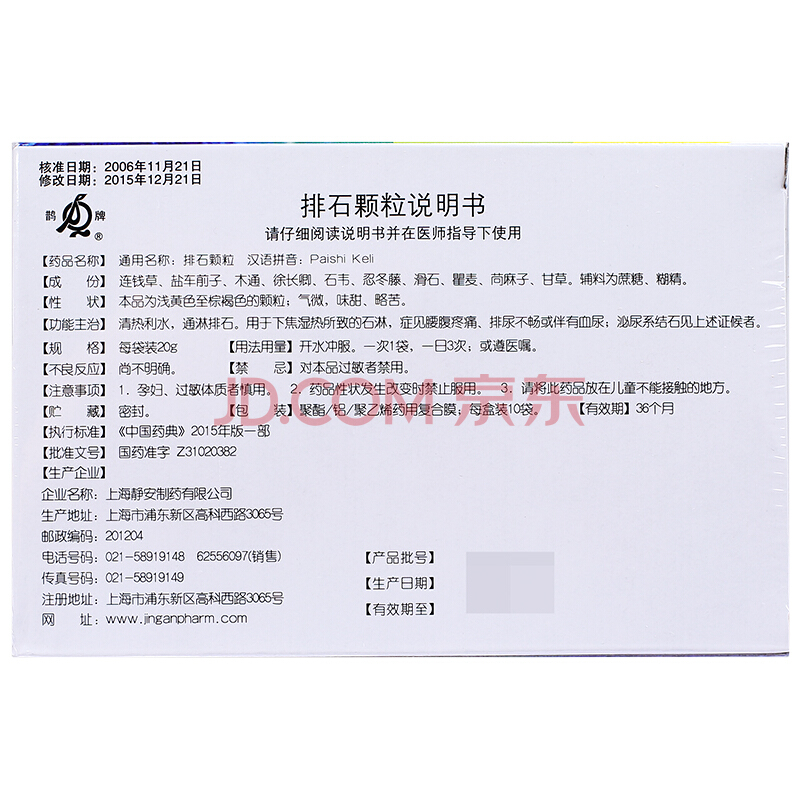 核准日期：2006年11月21日
修改日期：2015年12月21日
鹊 牌
®
排石颗粒说明书
请仔细阅读说明书并在医师指导下使用
【药品名称】 通用名称：排石颗粒 汉语拼音：Paishi Keli
【成 份】 连钱草、盐车前子、木通、徐长卿、石韦、忍冬藤、滑石、瞿麦、苘麻子、甘草。辅料为蔗糖、糊精。
【性 状】 本品为浅黄色至棕褐色的颗粒；气微，味甜、略苦。
【功能主治】 清热利水，通淋排石。用于下焦湿热所致的石淋，症见腰腹疼痛、排尿不畅或伴有血尿；泌尿系结石见上述证候者。
【规 格】 每袋装20g 【用法用量】开水冲服。一次1袋，一日3次；或遵医嘱。
【不良反应】 尚不明确。 【禁 忌】对本品过敏者禁用。
【注意事项】 1．孕妇、过敏体质者慎用。 2．药品性状发生改变时禁止服用。 3．请将此药品放在儿童不能接触的地方。
【贮 藏】 密封。 【包 装】聚酯/铝/聚乙烯药用复合膜；每盒装10袋。 【有效期】36个月
JD.COM 京东
【执行标准】 《中国药典》2015年版一部
【批准文号】 国药准字 Z31020382
【生产企业】
企业名称：上海静安制药有限公司
生产地址：上海市浦东新区高科西路3065号
邮政编码：201204
电话号码：021-58919148 62556097(销售) 【产品批号】
传真号码：021-58919149 【生产日期】
注册地址：上海市浦东新区高科西路3065号 【有效期至】
网 址：www.jinganpharm.com